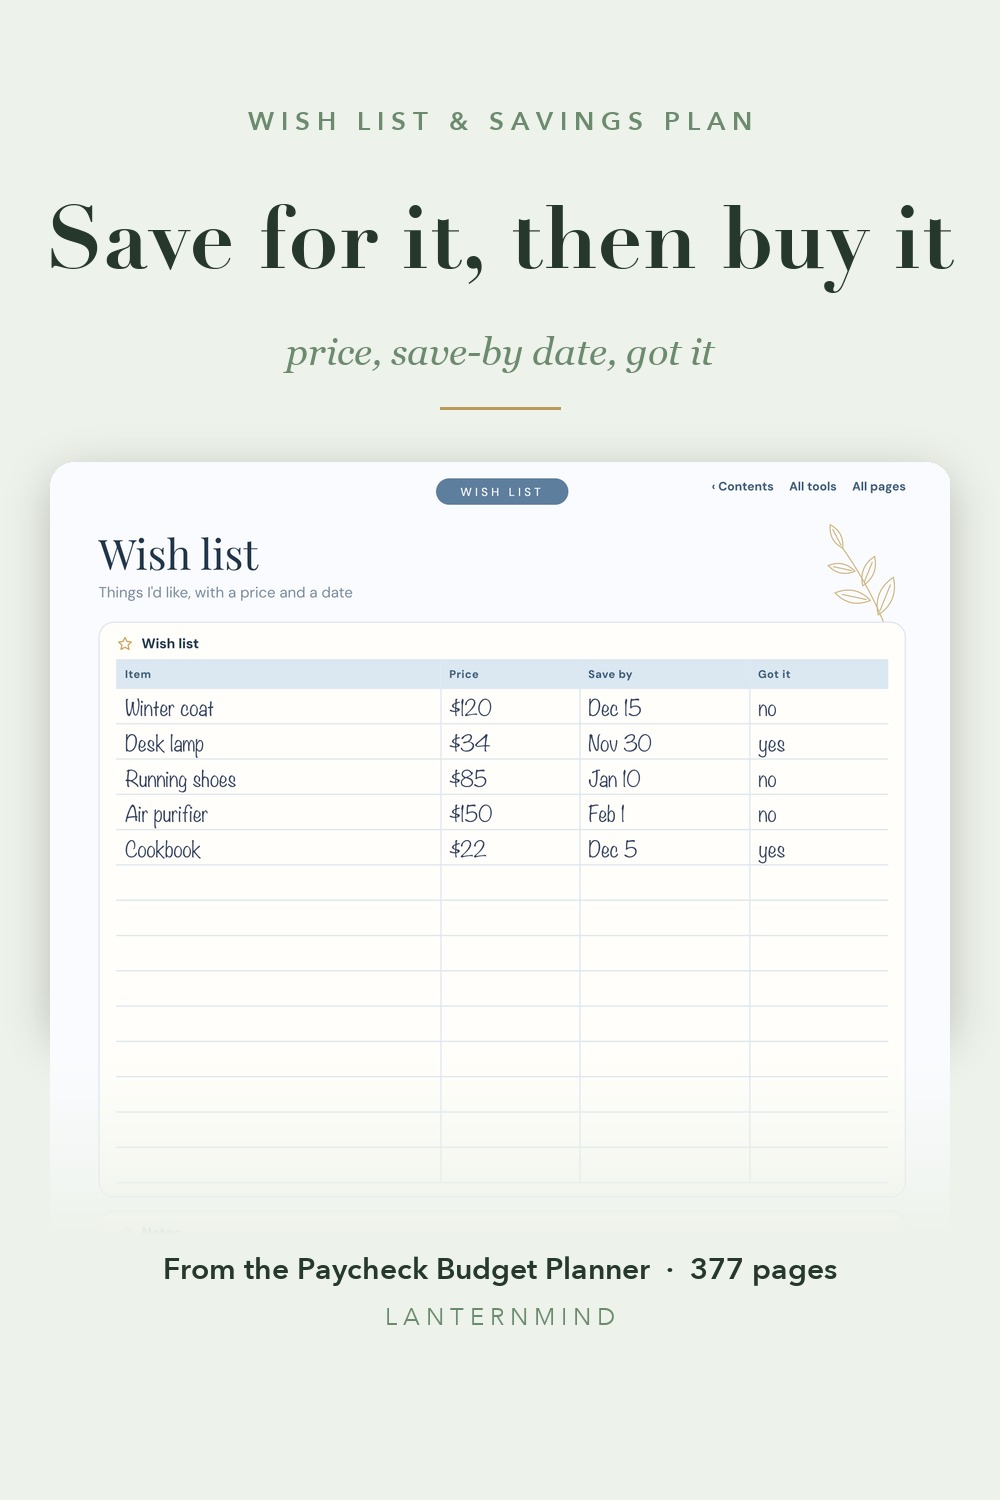 WISH LIST & SAVINGS PLAN
Save for it, then buy it
price, save-by date, got it
WISH LIST
‹ Contents All tools All pages
Wish list
Things I'd like, with a price and a date
Wish list
Item Price Save by Got it
Winter coat $120 Dec 15 no
Desk lamp $34 Nov 30 yes
Running shoes $85 Jan 10 no
Air purifier $150 Feb 1 no
Cookbook $22 Dec 5 yes
From the Paycheck Budget Planner · 377 pages
LANTERNMIND